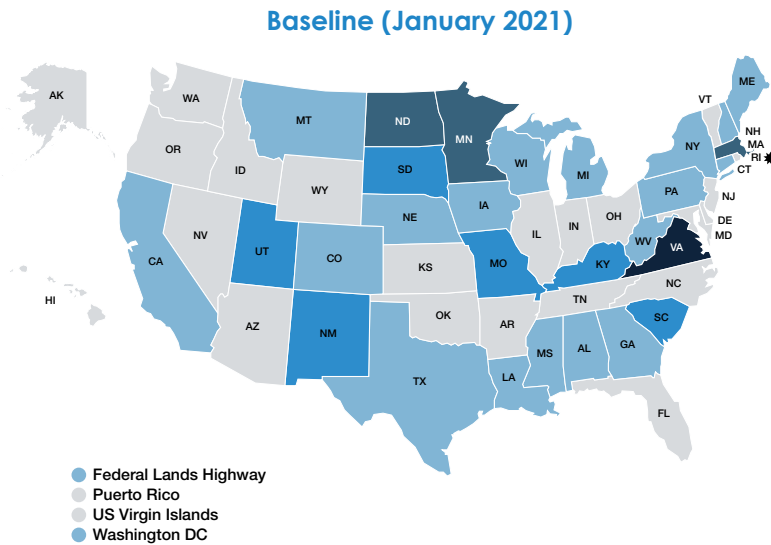 Baseline (January 2021)
AK
WA
MT
ND
MN
VT
ME
NH
MA
RI
CT
OR
ID
WY
SD
WI
MI
NY
PA
NJ
DE
MD
NV
UT
CO
NE
IA
IL
IN
OH
WV
VA
CA
KS
MO
KY
NC
HI
AZ
NM
OK
AR
TN
SC
TX
LA
MS
AL
GA
FL
Federal Lands Highway
Puerto Rico
US Virgin Islands
Washington DC